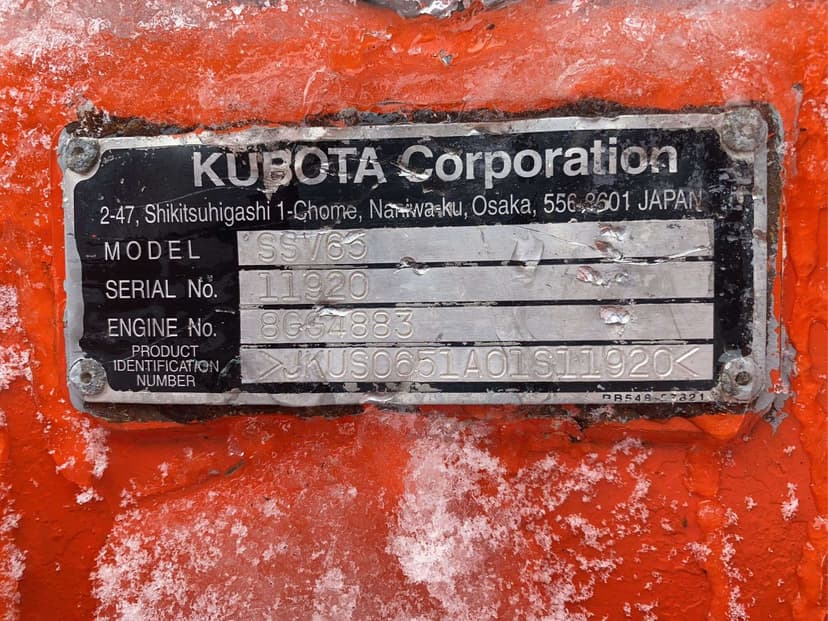 KUBOTA Corporation
2-47, Shikitsuhigashi 1-Chome, Naniwa-ku, Osaka, 556-8601 JAPAN
MODEL SSV65
SERIAL No. 11920
ENGINE No. 8GG4883
PRODUCT
IDENTIFICATION
NUMBER
>JKUS0651A01S11920<